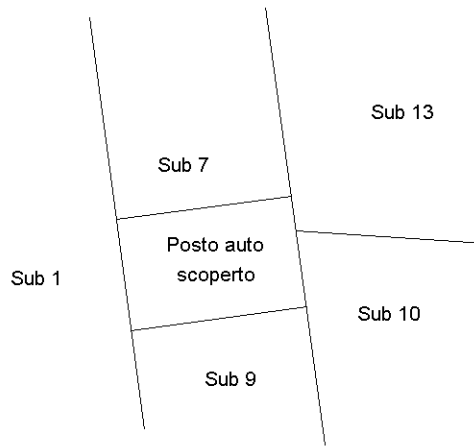 Sub 13
Sub 7
Posto auto
scoperto
Sub 1
Sub 10
Sub 9